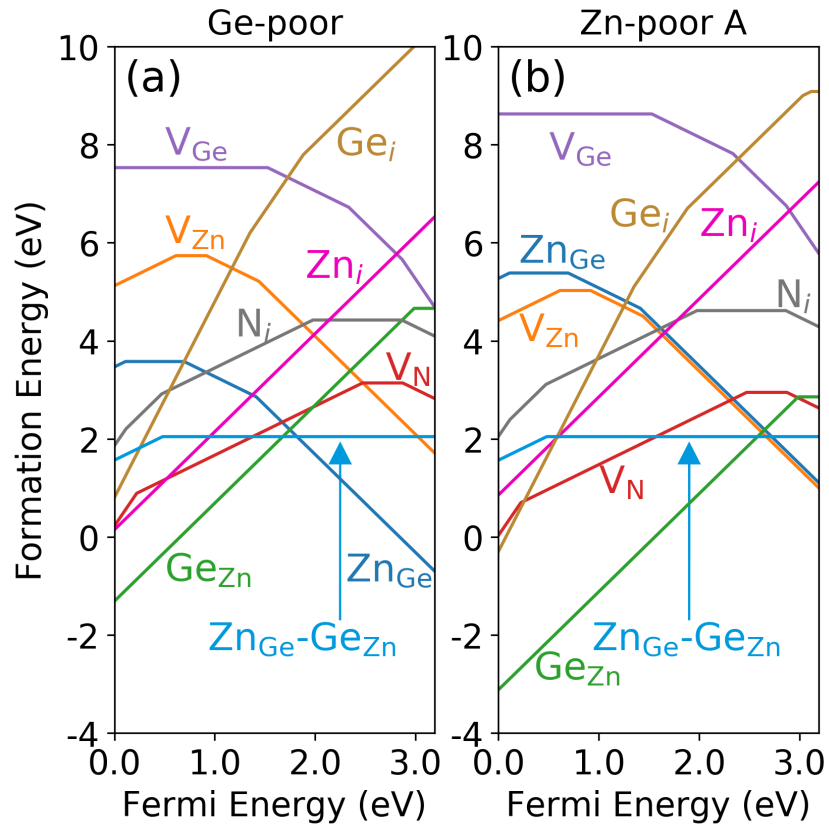 Ge-poor
Zn-poor A
Formation Energy (eV)
10
8
6
4
2
0
-2
-4
(a)
V_Ge
Ge_i
V_Zn
Zn_i
N_i
V_N
Ge_Zn
Zn_Ge
Zn_Ge-Ge_Zn
0.0 1.0 2.0 3.0
Fermi Energy (eV)
10
8
6
4
2
0
-2
-4
(b)
V_Ge
Ge_i
Zn_i
Zn_Ge
N_i
V_Zn
V_N
Zn_Ge-Ge_Zn
Ge_Zn
0.0 1.0 2.0 3.0
Fermi Energy (eV)